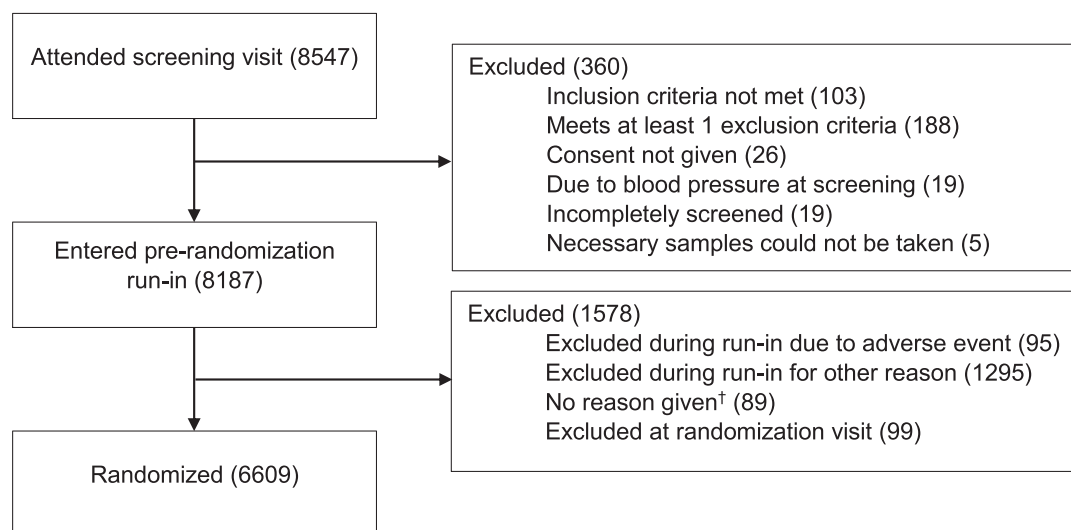 Attended screening visit (8547)
Excluded (360)
Inclusion criteria not met (103)
Meets at least 1 exclusion criteria (188)
Consent not given (26)
Due to blood pressure at screening (19)
Incompletely screened (19)
Necessary samples could not be taken (5)
Entered pre-randomization
run-in (8187)
Excluded (1578)
Excluded during run-in due to adverse event (95)
Excluded during run-in for other reason (1295)
No reason given† (89)
Excluded at randomization visit (99)
Randomized (6609)